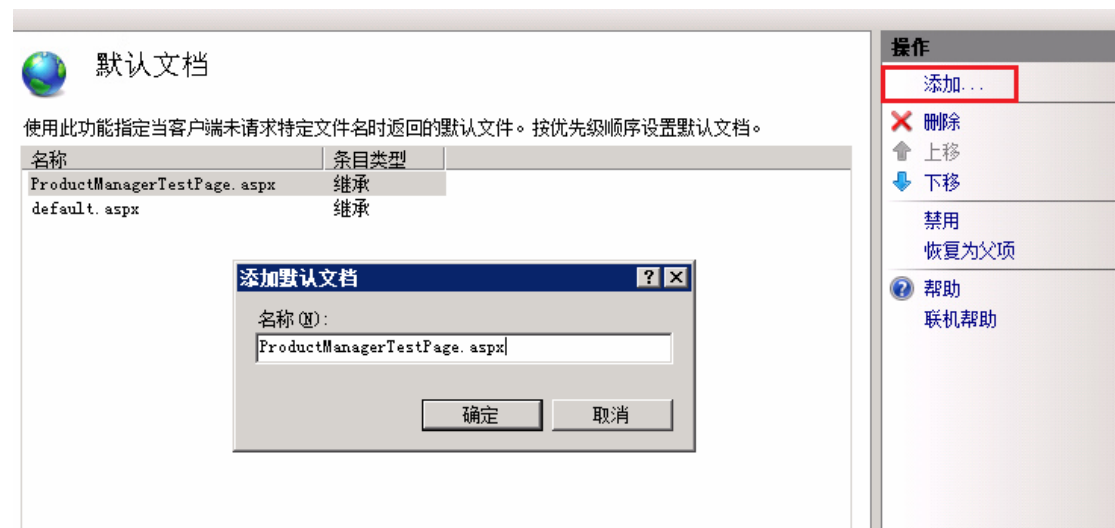 默认文档
使用此功能指定当客户端未请求特定文件名时返回的默认文件。按优先级顺序设置默认文档。
名称 条目类型
ProductManagerTestPage.aspx 继承
default.aspx 继承
添加默认文档
名称(N):
ProductManagerTestPage.aspx
确定 取消
操作
添加...
删除
上移
下移
禁用
恢复为父项
帮助
联机帮助